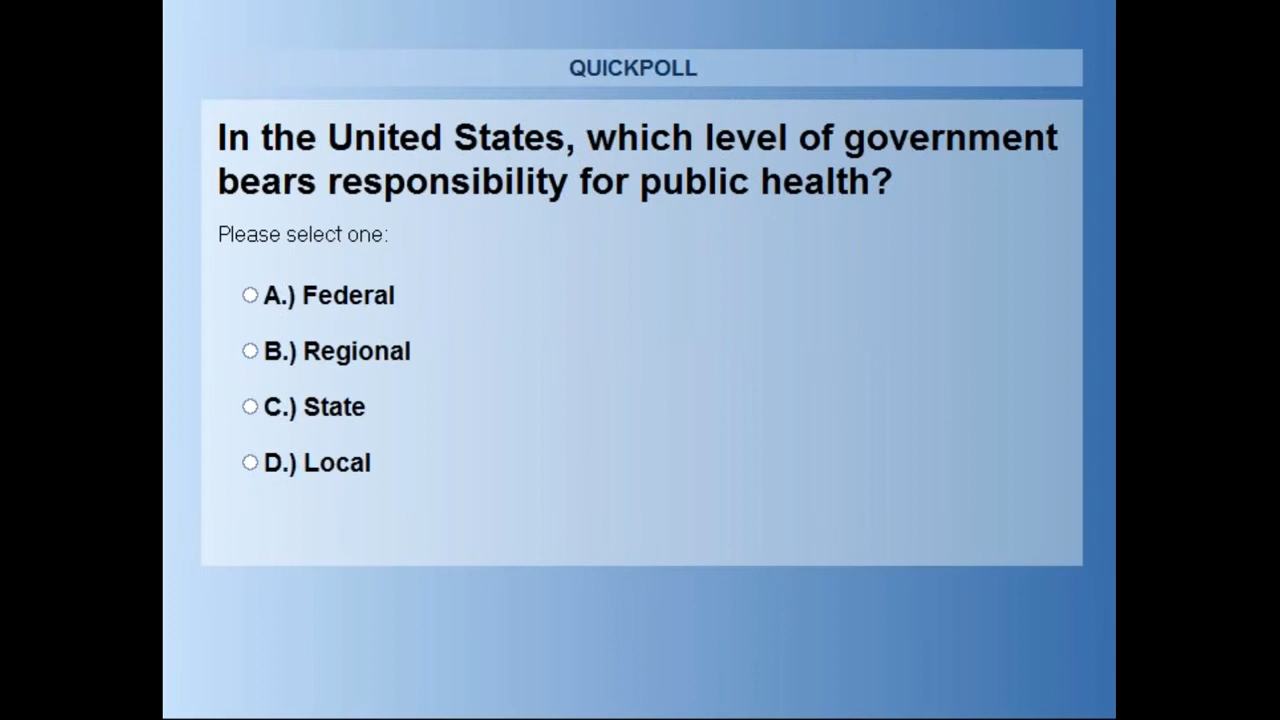 QUICKPOLL
In the United States, which level of government
bears responsibility for public health?
Please select one:
A.) Federal
B.) Regional
C.) State
D.) Local